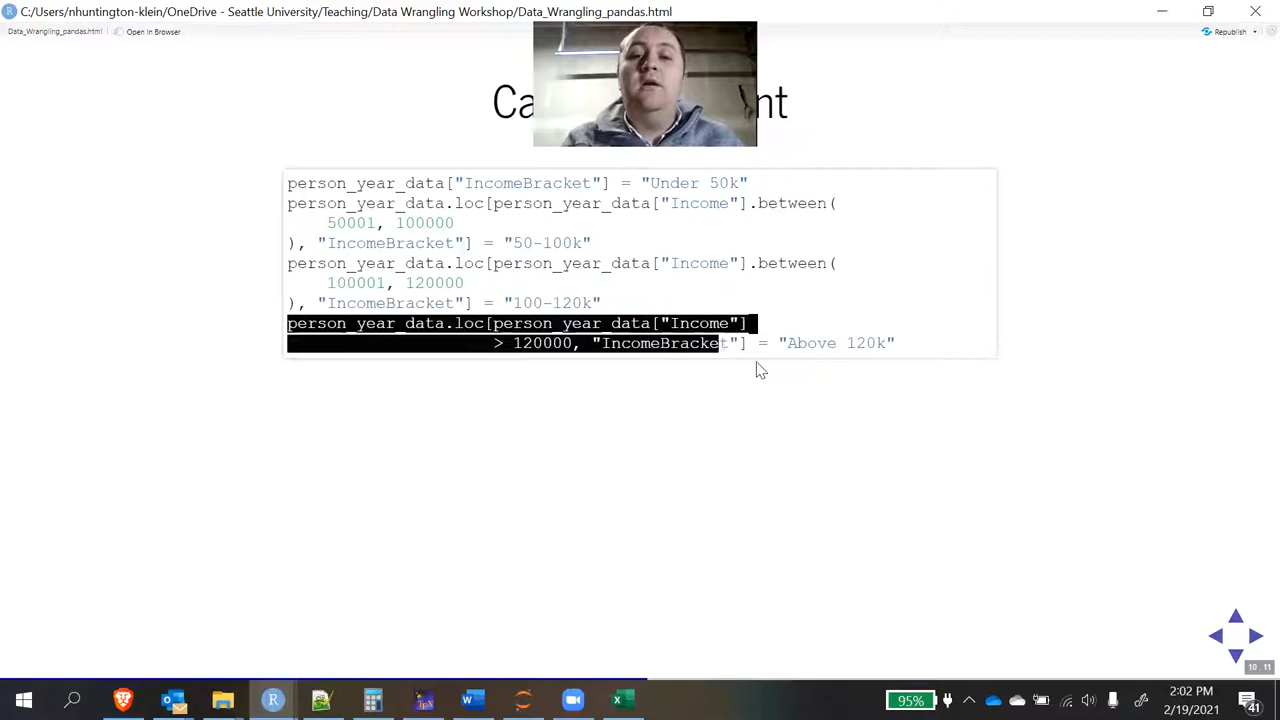 C:/Users/nhuntington-klein/OneDrive - Seattle University/Teaching/Data Wrangling Workshop/Data_Wrangling_pandas.html
Data_Wrangling_pandas.html
Open in Browser
Republish
Ca
nt
person_year_data["IncomeBracket"] = "Under 50k"
person_year_data.loc[person_year_data["Income"].between(
50001, 100000
), "IncomeBracket"] = "50-100k"
person_year_data.loc[person_year_data["Income"].between(
100001, 120000
), "IncomeBracket"] = "100-120k"
person_year_data.loc[person_year_data["Income"]
> 120000, "IncomeBracket"] = "Above 120k"
10 . 11
95%
2:02 PM
2/19/2021
41